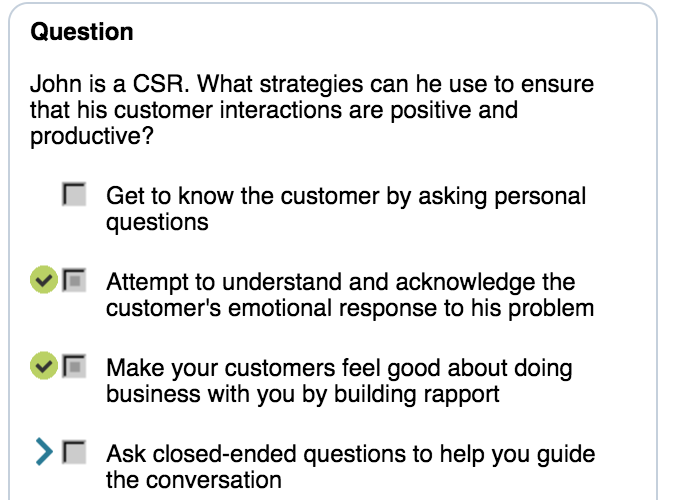 Question
John is a CSR. What strategies can he use to ensure
that his customer interactions are positive and
productive?
Get to know the customer by asking personal
questions
Attempt to understand and acknowledge the
customer's emotional response to his problem
Make your customers feel good about doing
business with you by building rapport
Ask closed-ended questions to help you guide
the conversation